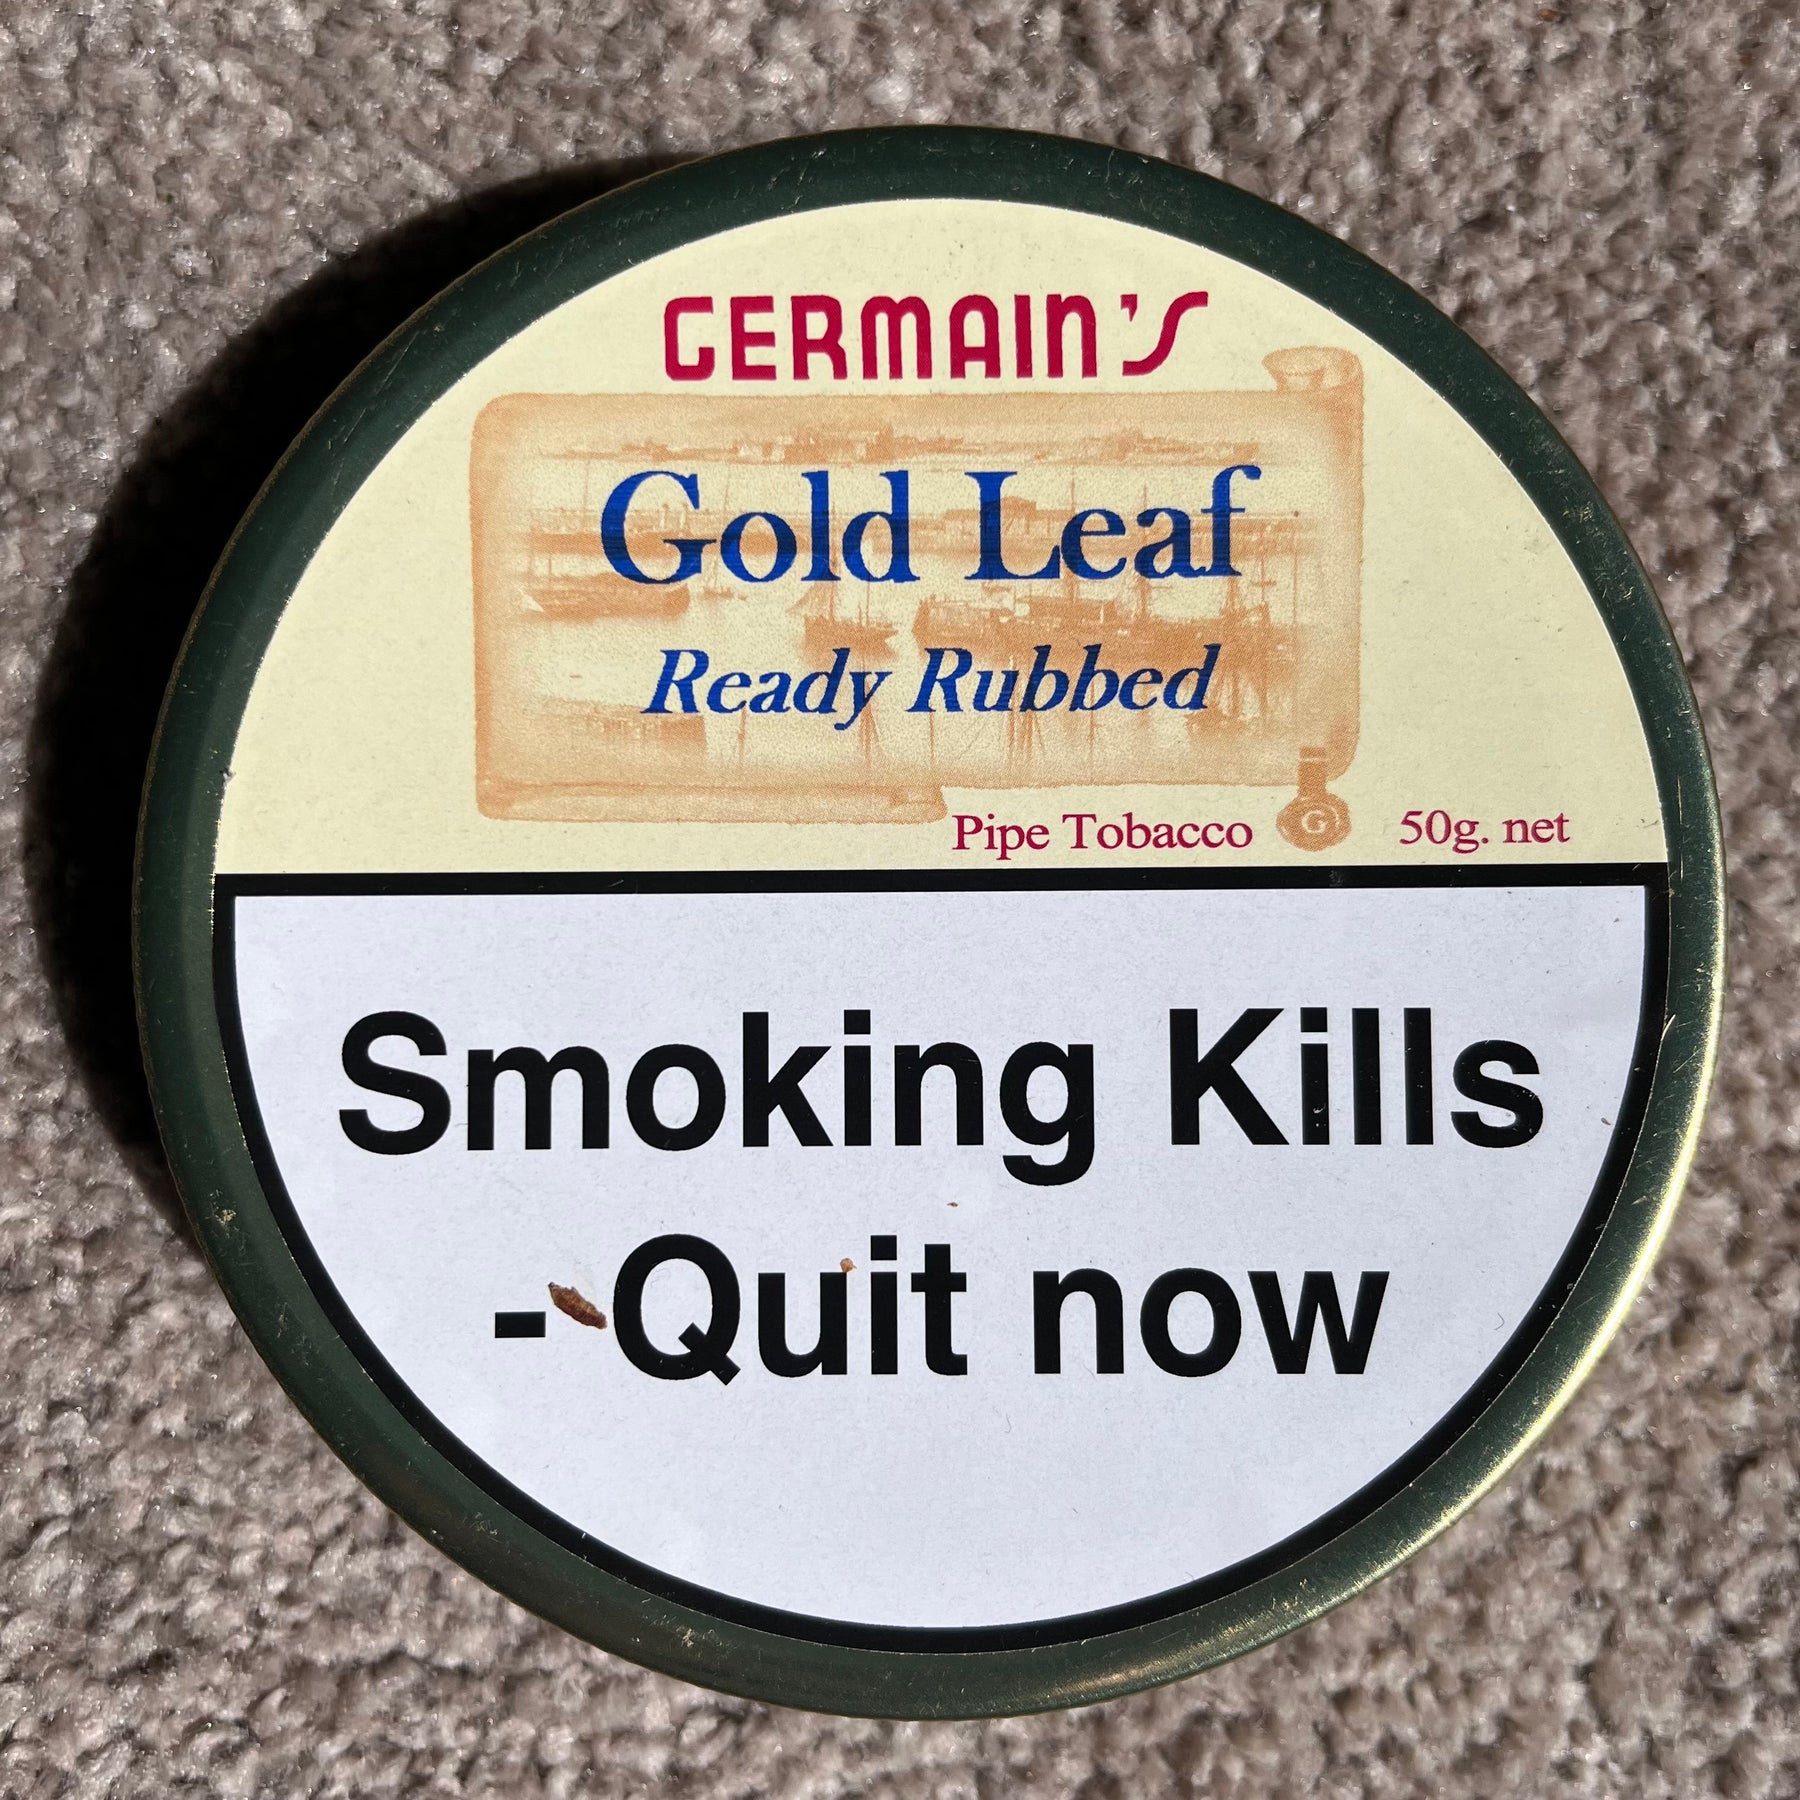 GERMAIN'S
Gold Leaf
Ready Rubbed
Pipe Tobacco G 50g. net
Smoking Kills
- Quit now